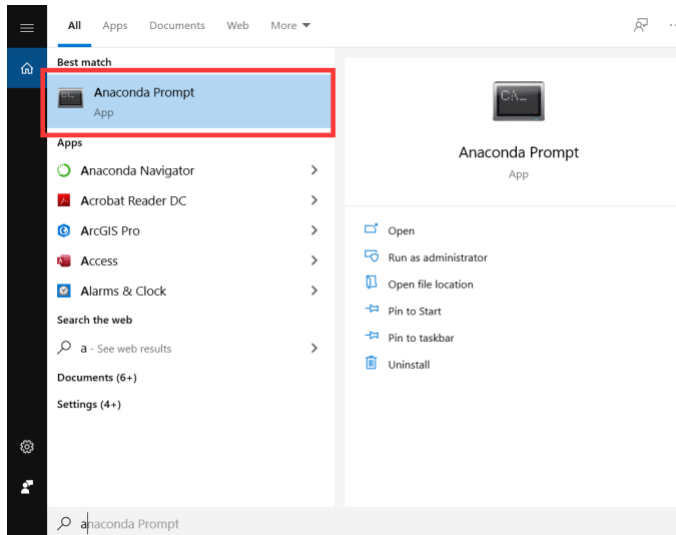 All Apps Documents Web More
Best match
Anaconda Prompt
App
Apps
Anaconda Navigator
Acrobat Reader DC
ArcGIS Pro
Access
Alarms & Clock
Search the web
a - See web results
Documents (6+)
Settings (4+)
anaconda Prompt
C:\_
Anaconda Prompt
App
Open
Run as administrator
Open file location
Pin to Start
Pin to taskbar
Uninstall